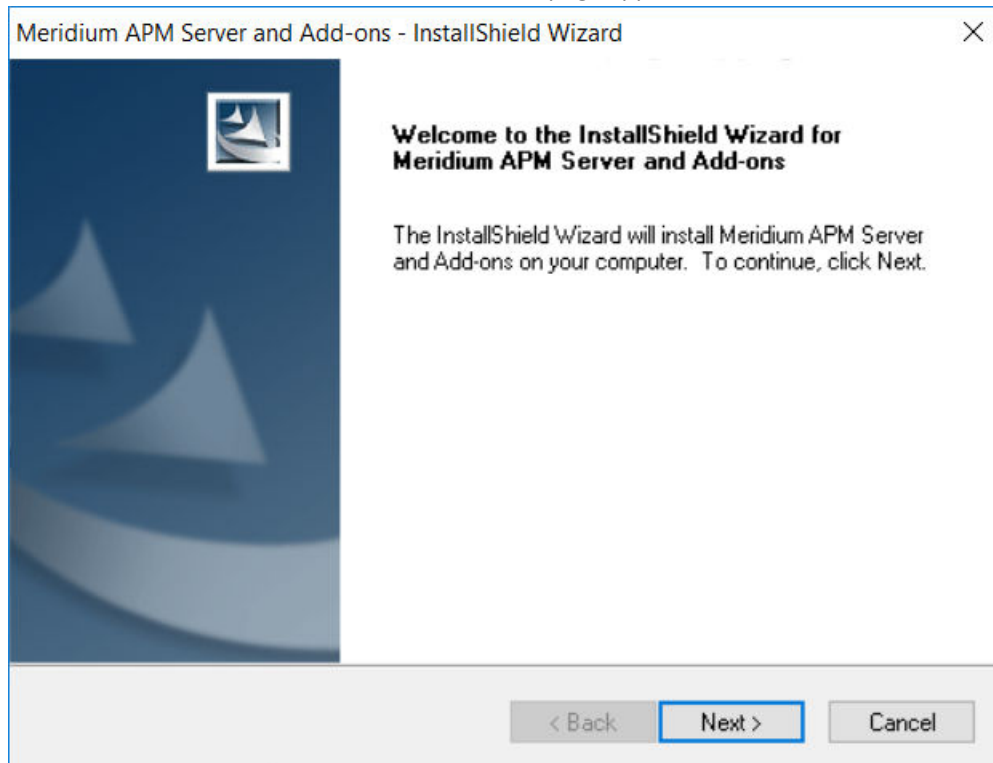 Meridium APM Server and Add-ons - InstallShield Wizard
Welcome to the InstallShield Wizard for
Meridium APM Server and Add-ons
The InstallShield Wizard will install Meridium APM Server
and Add-ons on your computer.  To continue, click Next.
< Back
Next >
Cancel